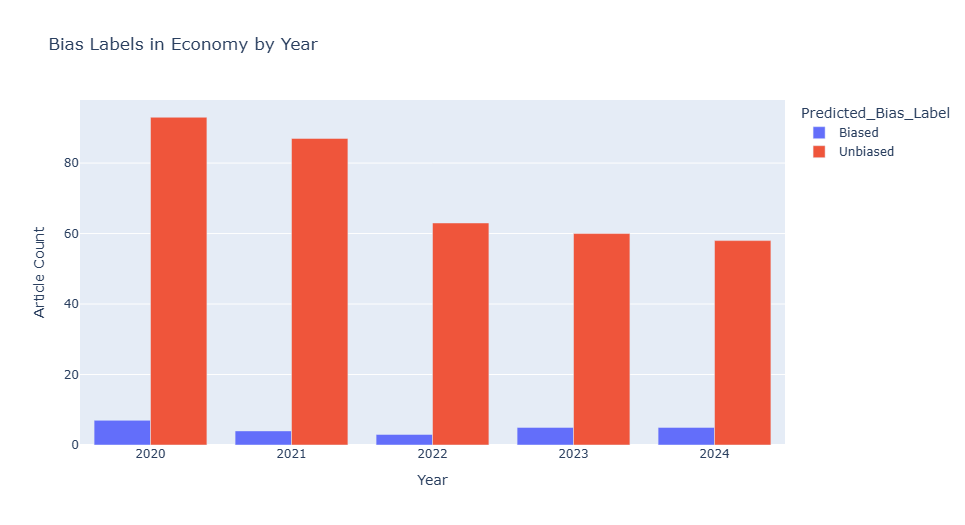 Bias Labels in Economy by Year
Predicted_Bias_Label
Biased
Unbiased
Article Count
80
60
40
20
0
2020
2021
2022
2023
2024
Year